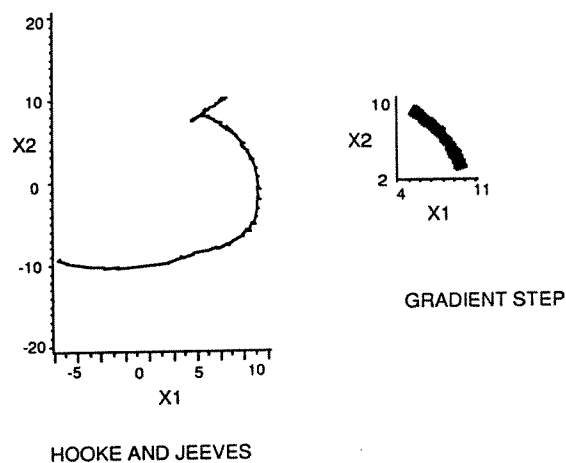 20
10
X2
0
-10
-20
-5 0 5 10
X1
HOOKE AND JEEVES
10
X2
2
4 11
X1
GRADIENT STEP